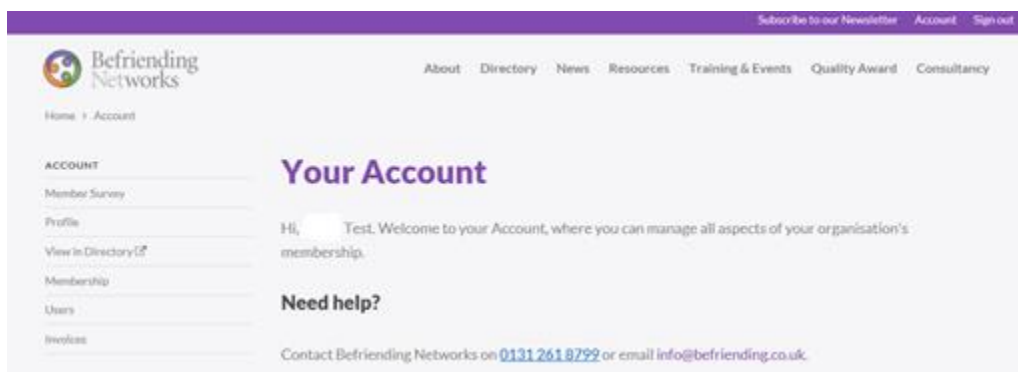 Subscribe to our Newsletter Account Sign out
Befriending
Networks
About Directory News Resources Training & Events Quality Award Consultancy
Home › Account
ACCOUNT
Member Survey
Profile
View in Directory
Membership
Users
Invoices
Your Account
Hi, Test. Welcome to your Account, where you can manage all aspects of your organisation's
membership.
Need help?
Contact Befriending Networks on 0131 261 8799 or email info@befriending.co.uk.